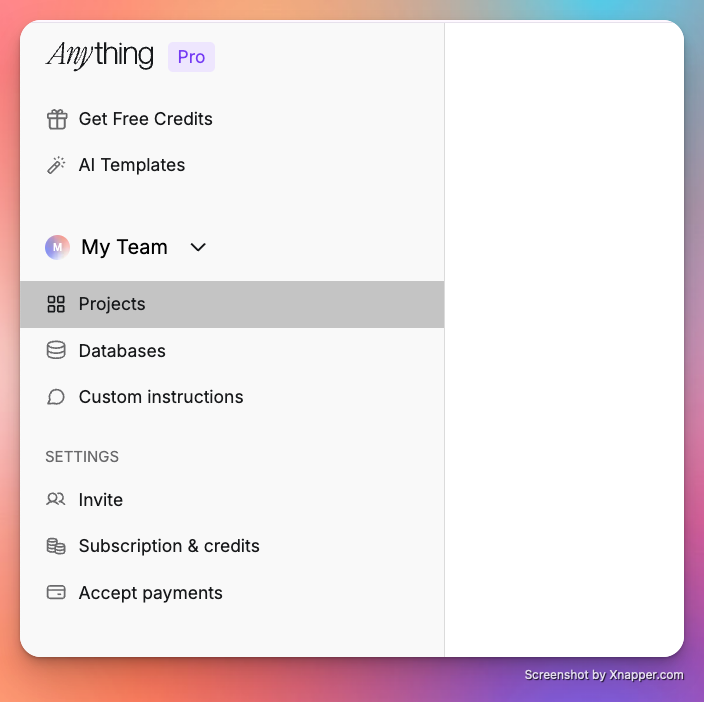 Anything Pro
Get Free Credits
AI Templates
M My Team
Projects
Databases
Custom instructions
SETTINGS
Invite
Subscription & credits
Accept payments
Screenshot by Xnapper.com